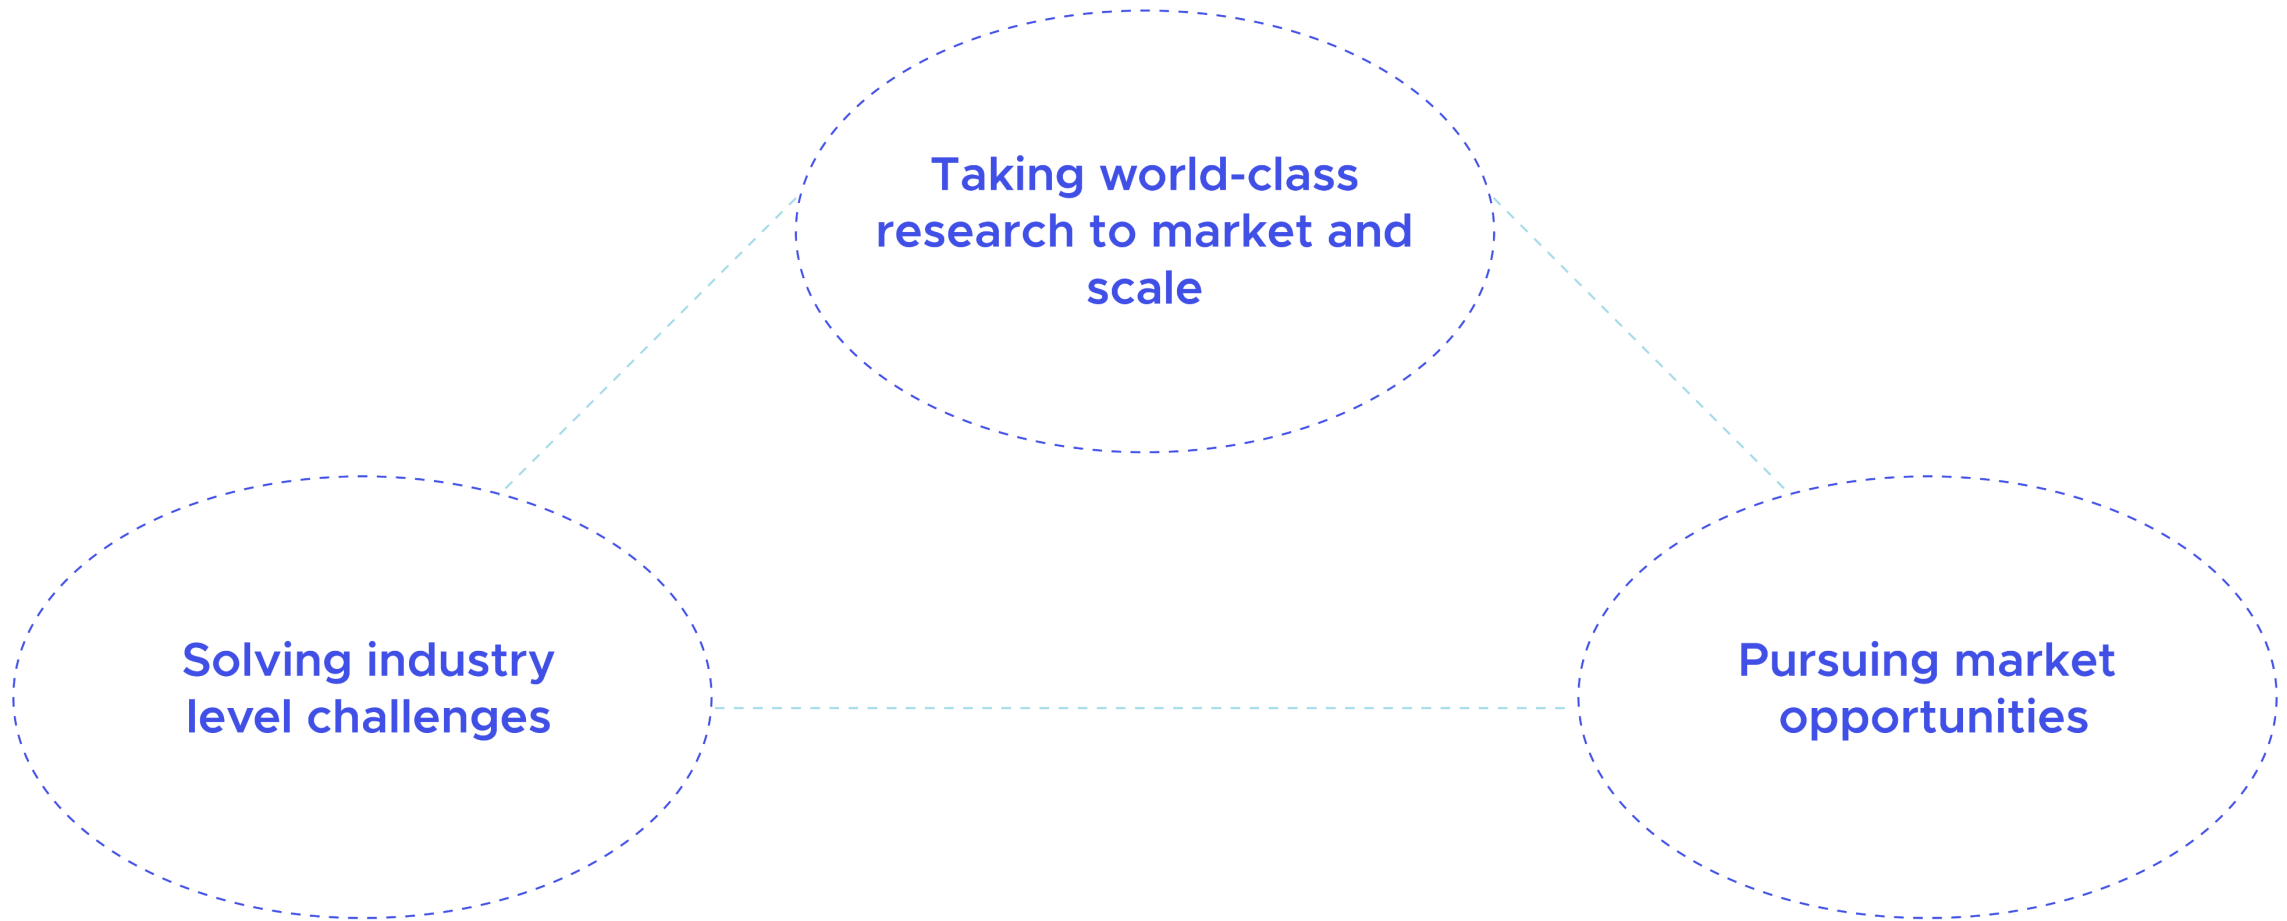 Taking world-class
research to market and
scale
Solving industry
level challenges
Pursuing market
opportunities